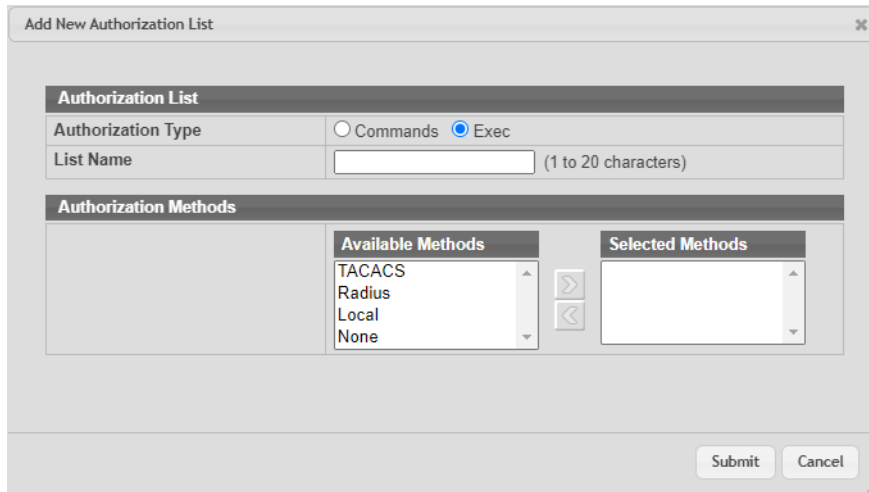 Add New Authorization List
Authorization List
Authorization Type Commands Exec
List Name (1 to 20 characters)
Authorization Methods
Available Methods Selected Methods
TACACS
Radius
Local
None
Submit Cancel